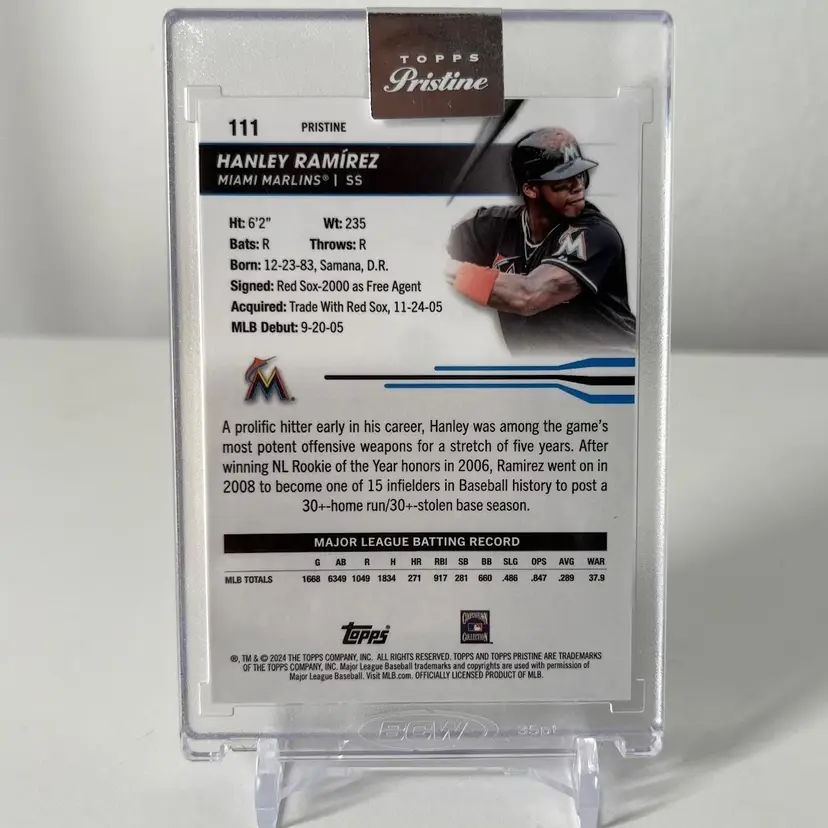 TOPPS
Pristine
111 PRISTINE
HANLEY RAMÍREZ
MIAMI MARLINS® | SS
Ht: 6'2" Wt: 235
Bats: R Throws: R
Born: 12-23-83, Samana, D.R.
Signed: Red Sox-2000 as Free Agent
Acquired: Trade With Red Sox, 11-24-05
MLB Debut: 9-20-05
A prolific hitter early in his career, Hanley was among the game's
most potent offensive weapons for a stretch of five years. After
winning NL Rookie of the Year honors in 2006, Ramirez went on in
2008 to become one of 15 infielders in Baseball history to post a
30+-home run/30+-stolen base season.
MAJOR LEAGUE BATTING RECORD
G AB R H HR RBI SB BB SLG OPS AVG WAR
MLB TOTALS 1668 6349 1049 1834 271 917 281 660 .486 .847 .289 37.9
topps
COOPERSTOWN
COLLECTION
®, TM & © 2024 THE TOPPS COMPANY, INC. ALL RIGHTS RESERVED. TOPPS AND TOPPS PRISTINE ARE TRADEMARKS
OF THE TOPPS COMPANY, INC. Major League Baseball trademarks and copyrights are used with permission of
Major League Baseball. Visit MLB.com. OFFICIALLY LICENSED PRODUCT OF MLB.
BCW 35pt